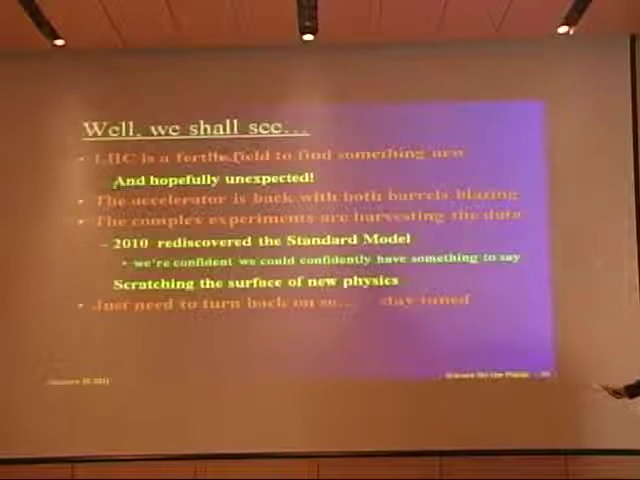 Well, we shall see…
• LHC is a fertile field to find something new
And hopefully unexpected!
• The accelerator is back with both barrels blazing
• The complex experiments are harvesting the data
– 2010 rediscovered the Standard Model
• we're confident we could confidently have something to say
Scratching the surface of new physics
• Just need to turn back on so… stay tuned
Science for the